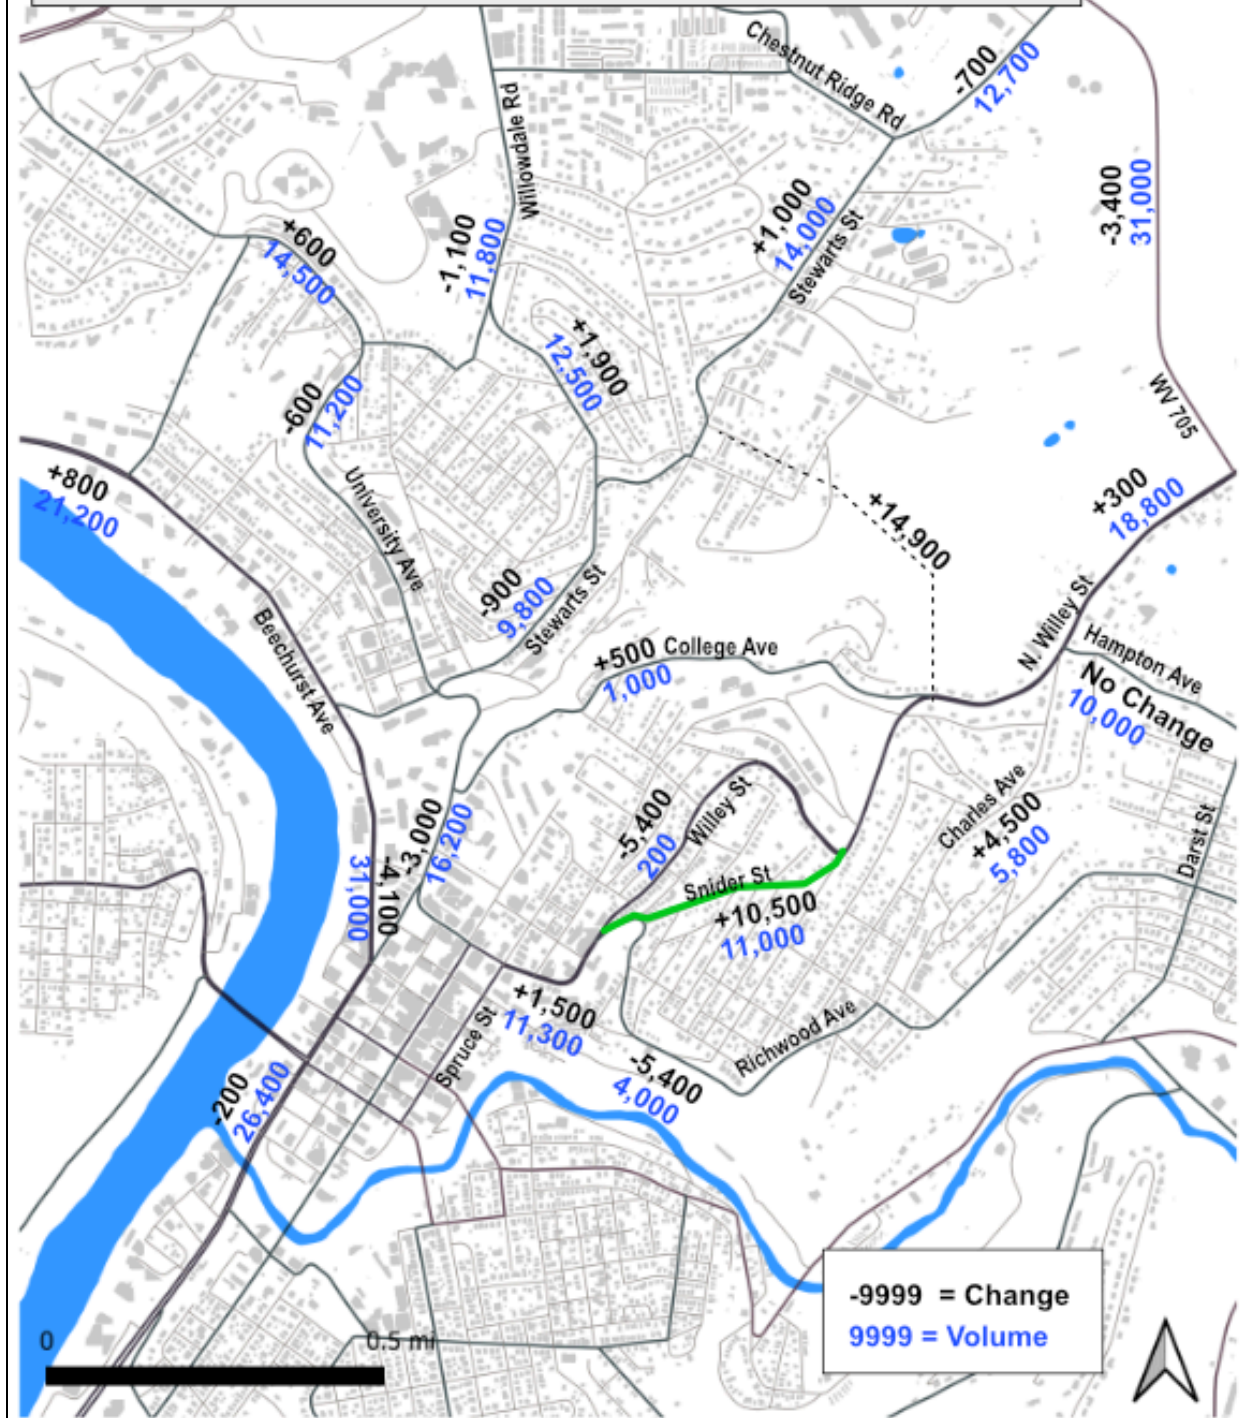 Chestnut Ridge Rd
-700
12,700
Willowdale Rd
-3,400
31,000
+1,000
14,000
Stewarts St
+600
14,500
-1,100
11,800
+1,900
12,500
WV 705
-600
11,200
+800
21,200
University Ave
+14,900
+300
18,800
-900
9,800
Stewarts St
Beechurst Ave
N. Willey St
Hampton Ave
No Change
10,000
+500
1,000
College Ave
-3,000
16,200
-4,100
31,000
-5,400
200
Willey St
Charles Ave
+4,500
5,800
Darst St
Snider St
+10,500
11,000
+1,500
11,300
Spruce St
Richwood Ave
-5,400
4,000
-200
26,400
-9999 = Change
9999 = Volume
0
0.5 mi